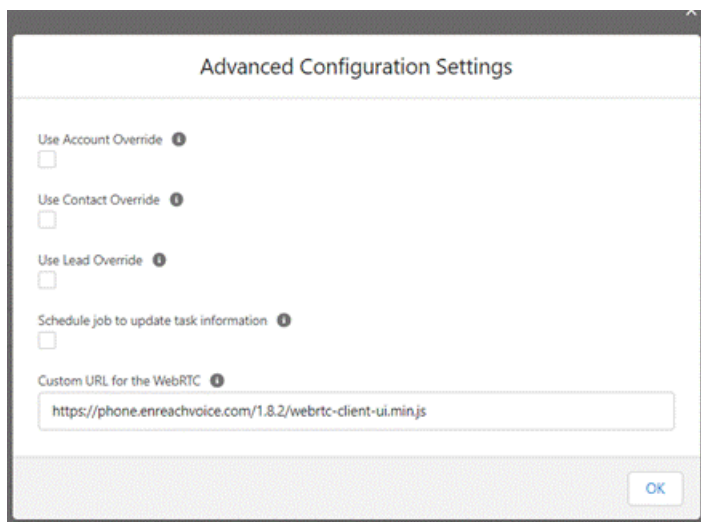 Advanced Configuration Settings
Use Account Override
Use Contact Override
Use Lead Override
Schedule job to update task information
Custom URL for the WebRTC
https://phone.enreachvoice.com/1.8.2/webrtc-client-ui.min.js
OK